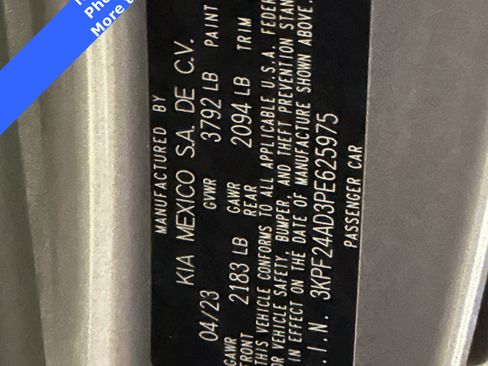 MANUFACTURED BY
KIA MEXICO S.A. DE C.V.
04/23 GVWR 3792 LB PAINT
GAWR FRONT 2183 LB GAWR REAR 2094 LB TRIM
THIS VEHICLE CONFORMS TO ALL APPLICABLE U.S.A. FEDER
OR VEHICLE SAFETY, BUMPER, AND THEFT PREVENTION STAN
IN EFFECT ON THE DATE OF MANUFACTURE SHOWN ABOVE.
.I.N. 3KPF24AD3PE625975
PASSENGER CAR
More